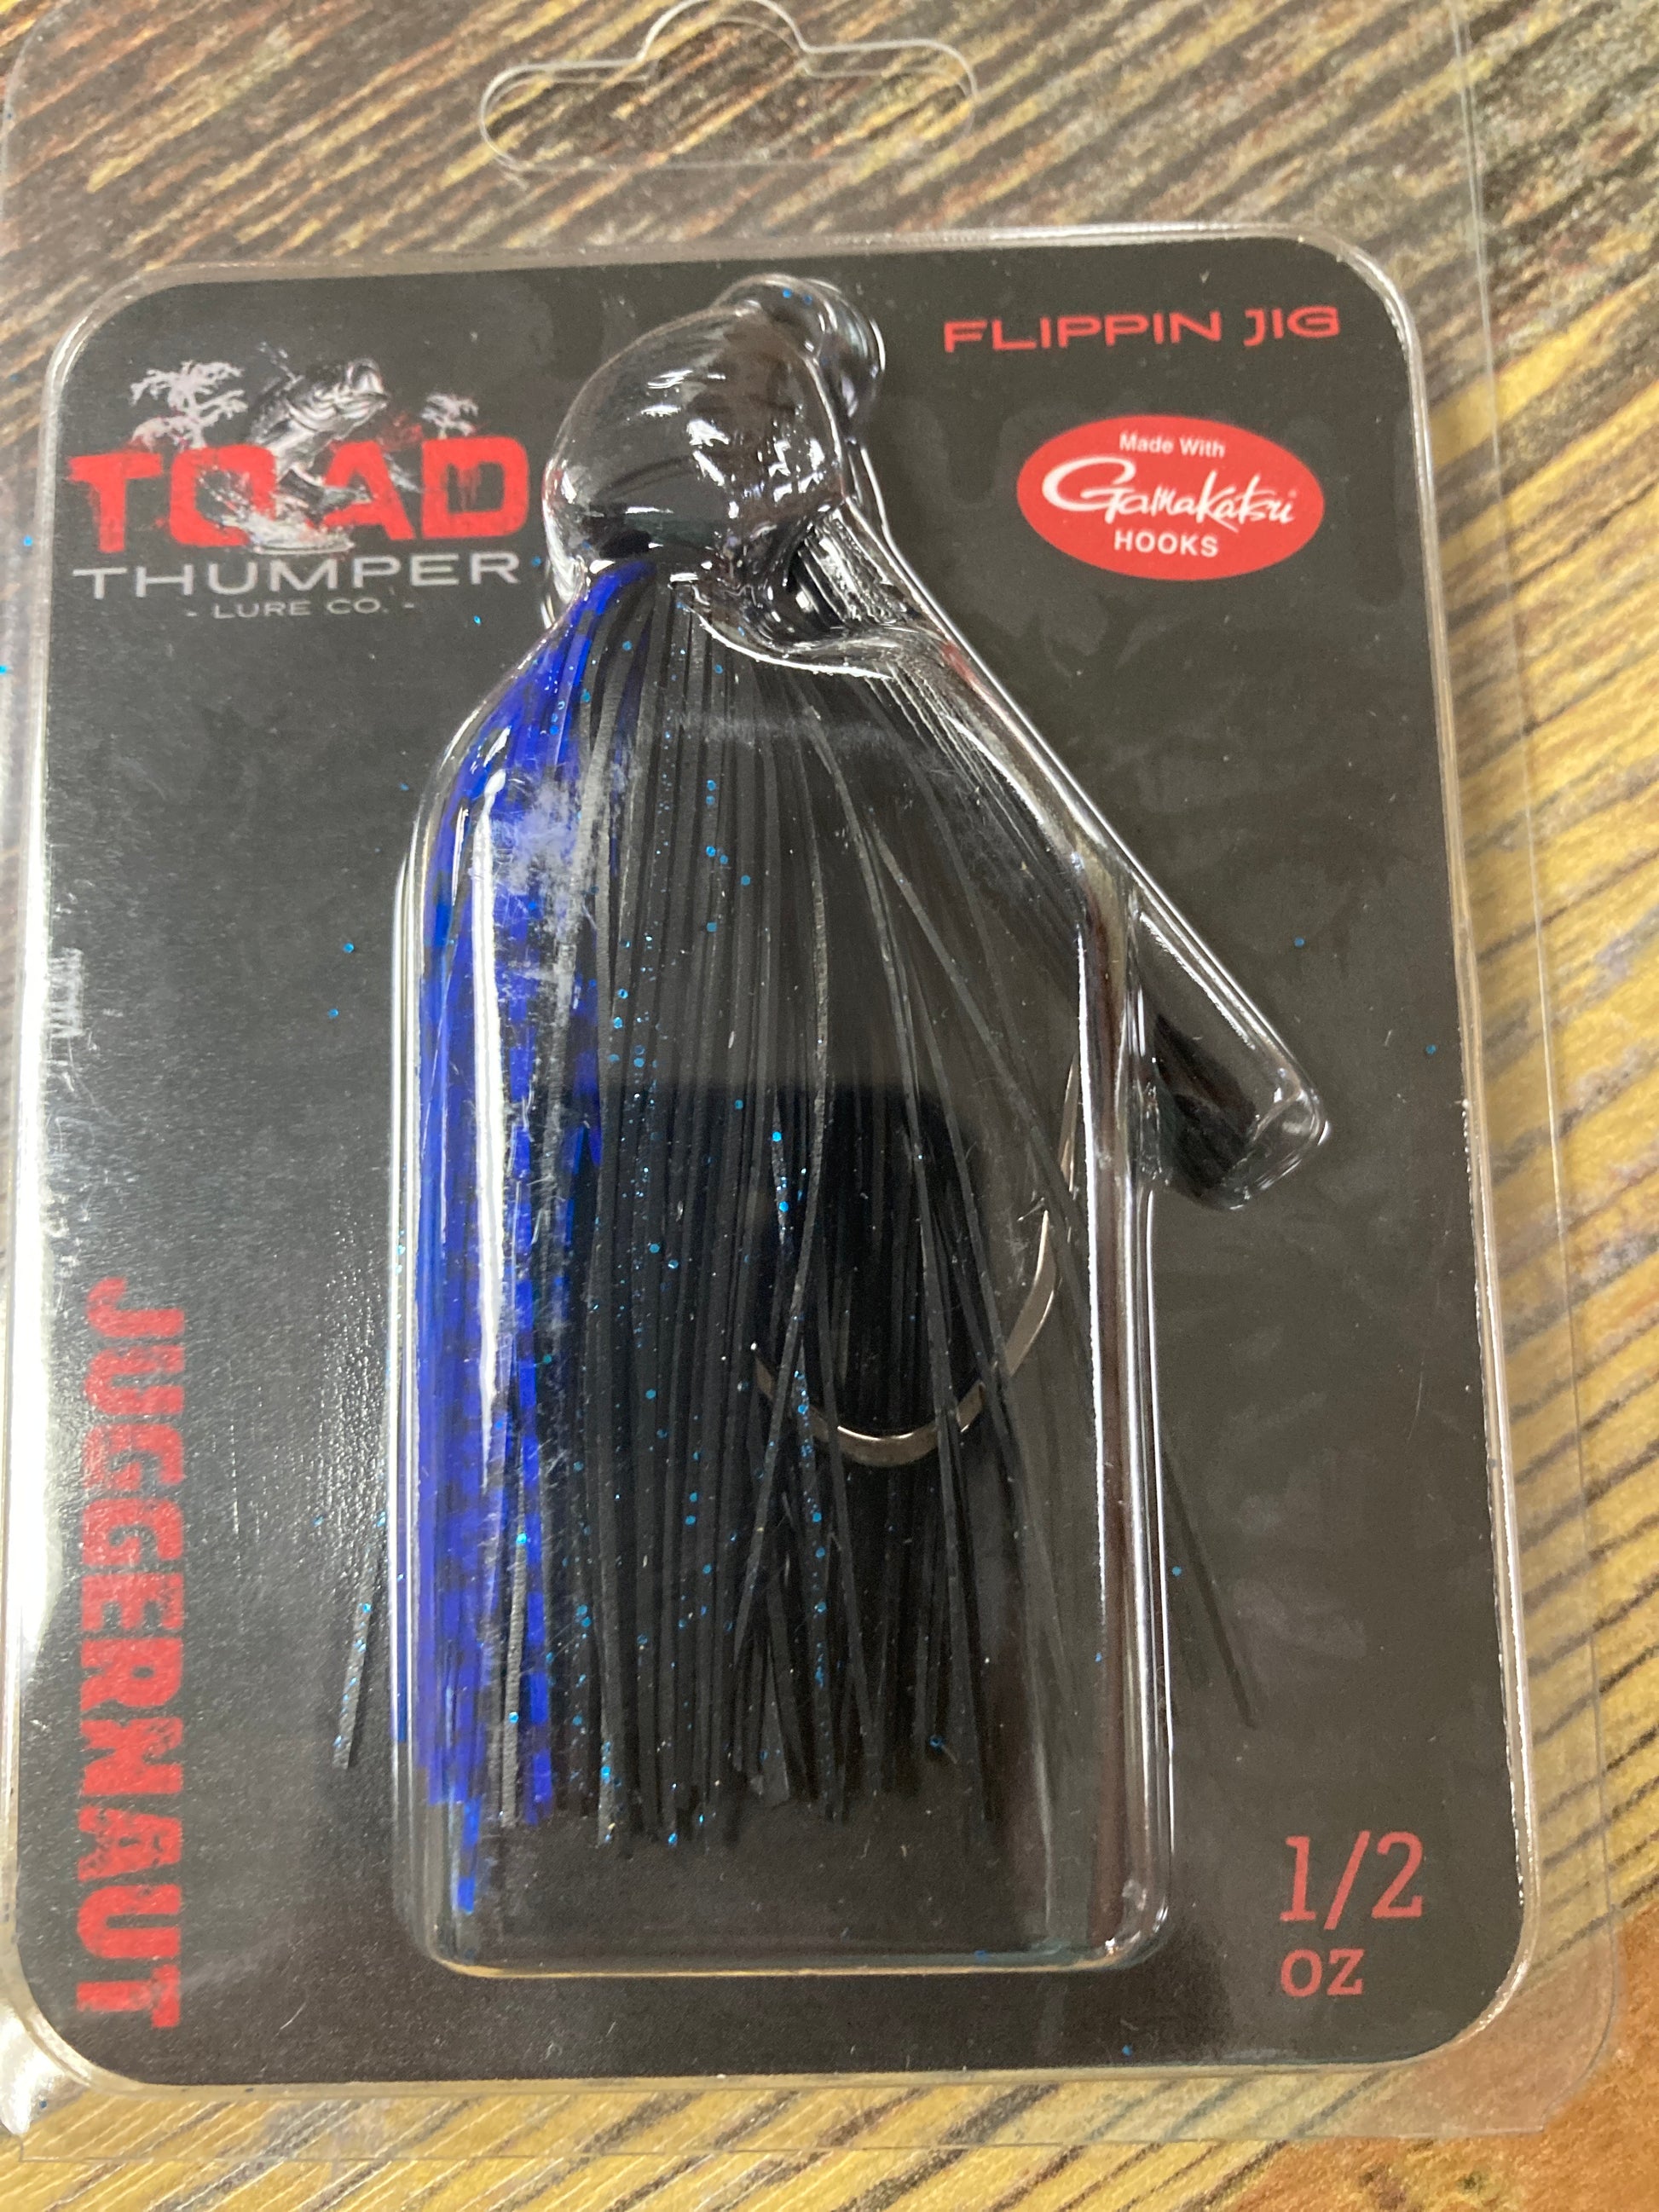 FLIPPIN JIG
TOAD
THUMPER
- LURE CO. -
Made With
Gamakatsu
HOOKS
JUGGERNAUT
1/2
oz